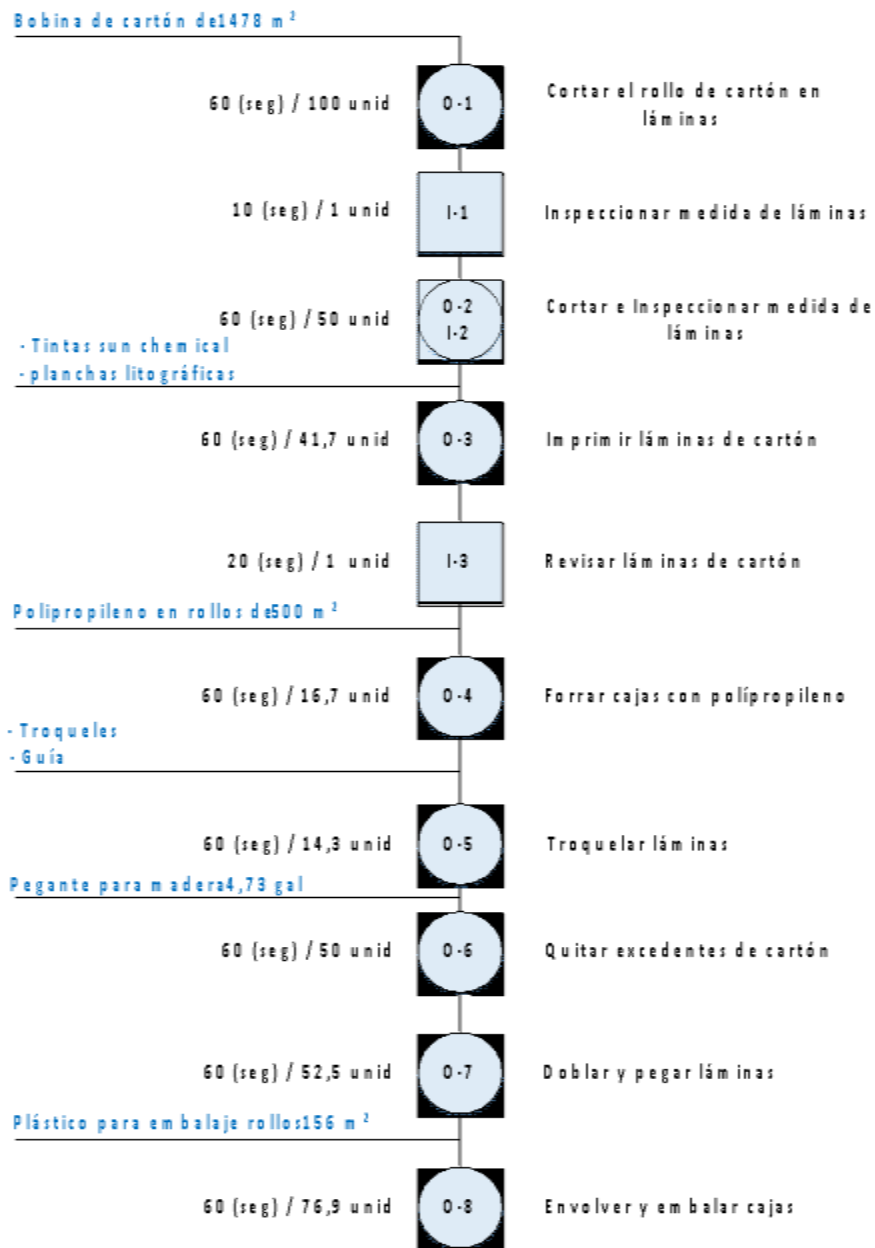 Bobina de cartón de1478 m²
60 (seg) / 100 unid
O-1
Cortar el rollo de cartón en
láminas
10 (seg) / 1 unid
I-1
Inspeccionar medida de láminas
60 (seg) / 50 unid
O-2
I-2
Cortar e Inspeccionar medida de
láminas
- Tintas sun chemical
- planchas litográficas
60 (seg) / 41,7 unid
O-3
Imprimir láminas de cartón
20 (seg) / 1 unid
I-3
Revisar láminas de cartón
Polipropileno en rollos de500 m²
60 (seg) / 16,7 unid
O-4
Forrar cajas con polípropileno
- Troqueles
- Guía
60 (seg) / 14,3 unid
O-5
Troquelar láminas
Pegante para madera4,73 gal
60 (seg) / 50 unid
O-6
Quitar excedentes de cartón
60 (seg) / 52,5 unid
O-7
Doblar y pegar láminas
Plástico para embalaje rollos156 m²
60 (seg) / 76,9 unid
O-8
Envolver y embalar cajas